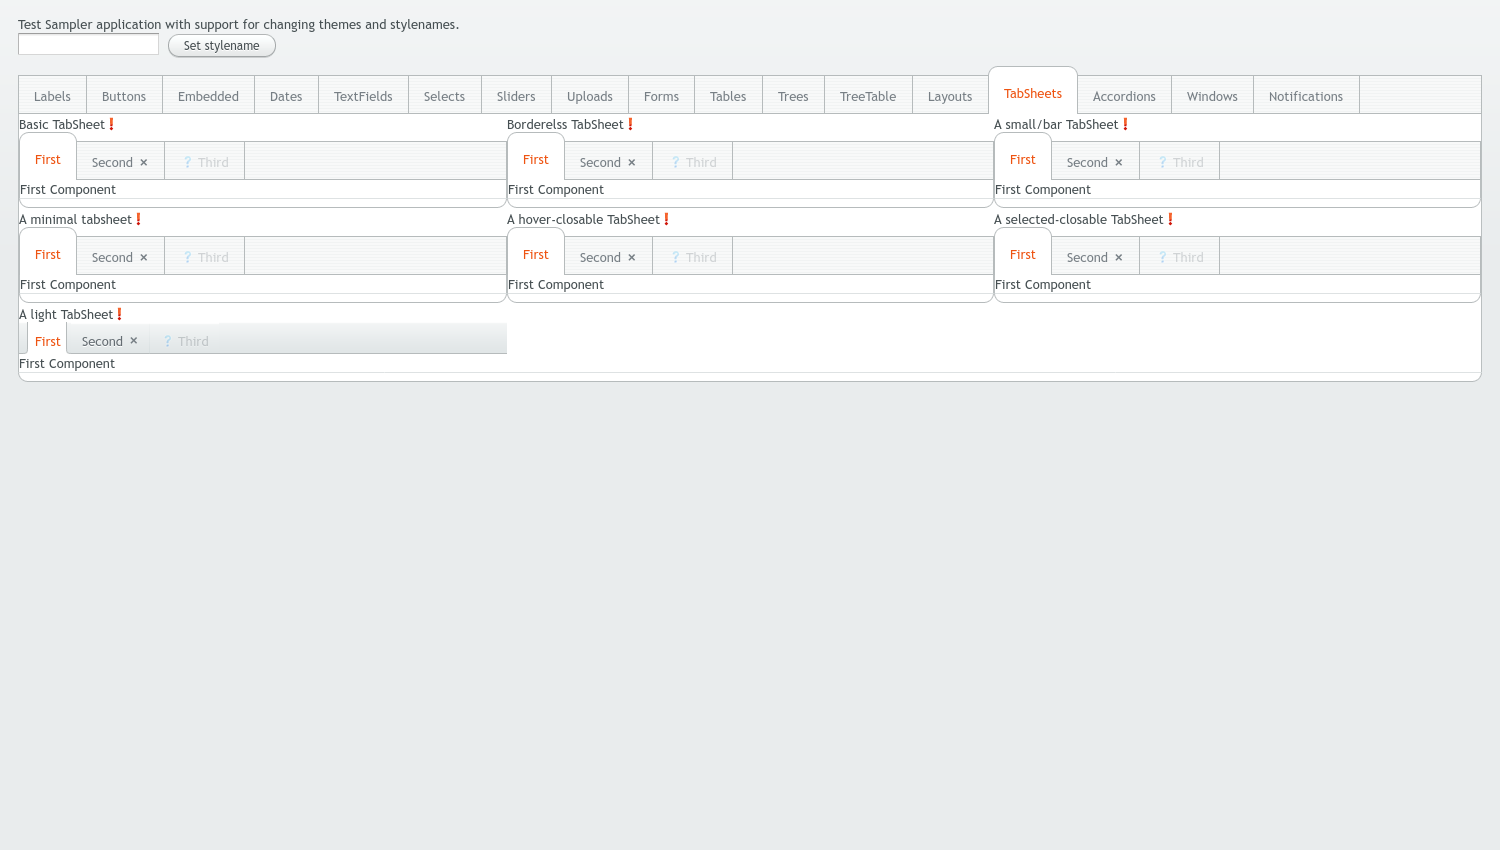 Test Sampler application with support for changing themes and stylenames.
Set stylename
Labels Buttons Embedded Dates TextFields Selects Sliders Uploads Forms Tables Trees TreeTable Layouts TabSheets Accordions Windows Notifications
Basic TabSheet ! Borderelss TabSheet ! A small/bar TabSheet !
First Second × ? Third First Second × ? Third First Second × ? Third
First Component First Component First Component
A minimal tabsheet ! A hover-closable TabSheet ! A selected-closable TabSheet !
First Second × ? Third First Second × ? Third First Second × ? Third
First Component First Component First Component
A light TabSheet !
First Second × ? Third
First Component